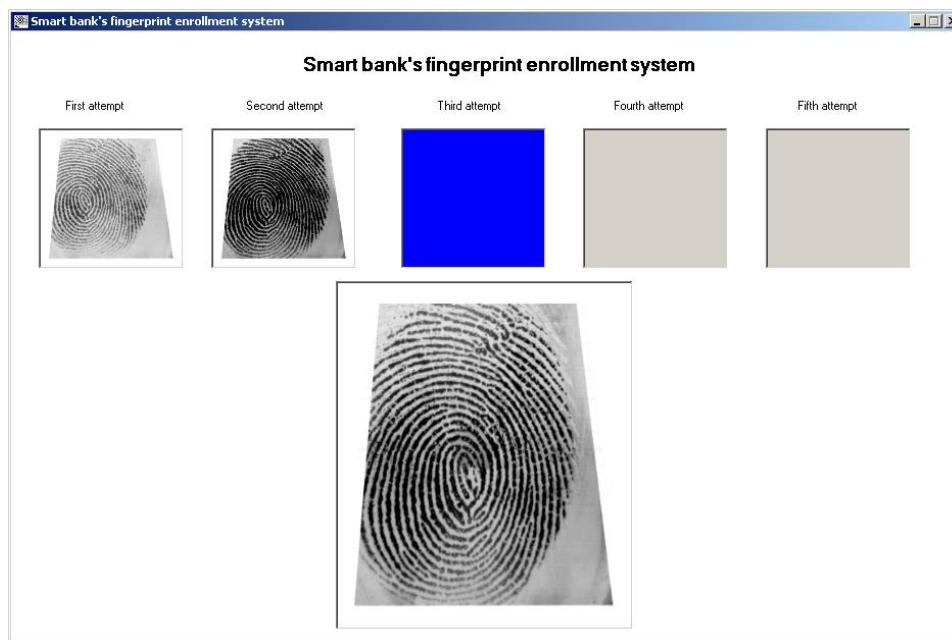 Smart bank's fingerprint enrollment system
Smart bank's fingerprint enrollment system
First attempt Second attempt Third attempt Fourth attempt Fifth attempt